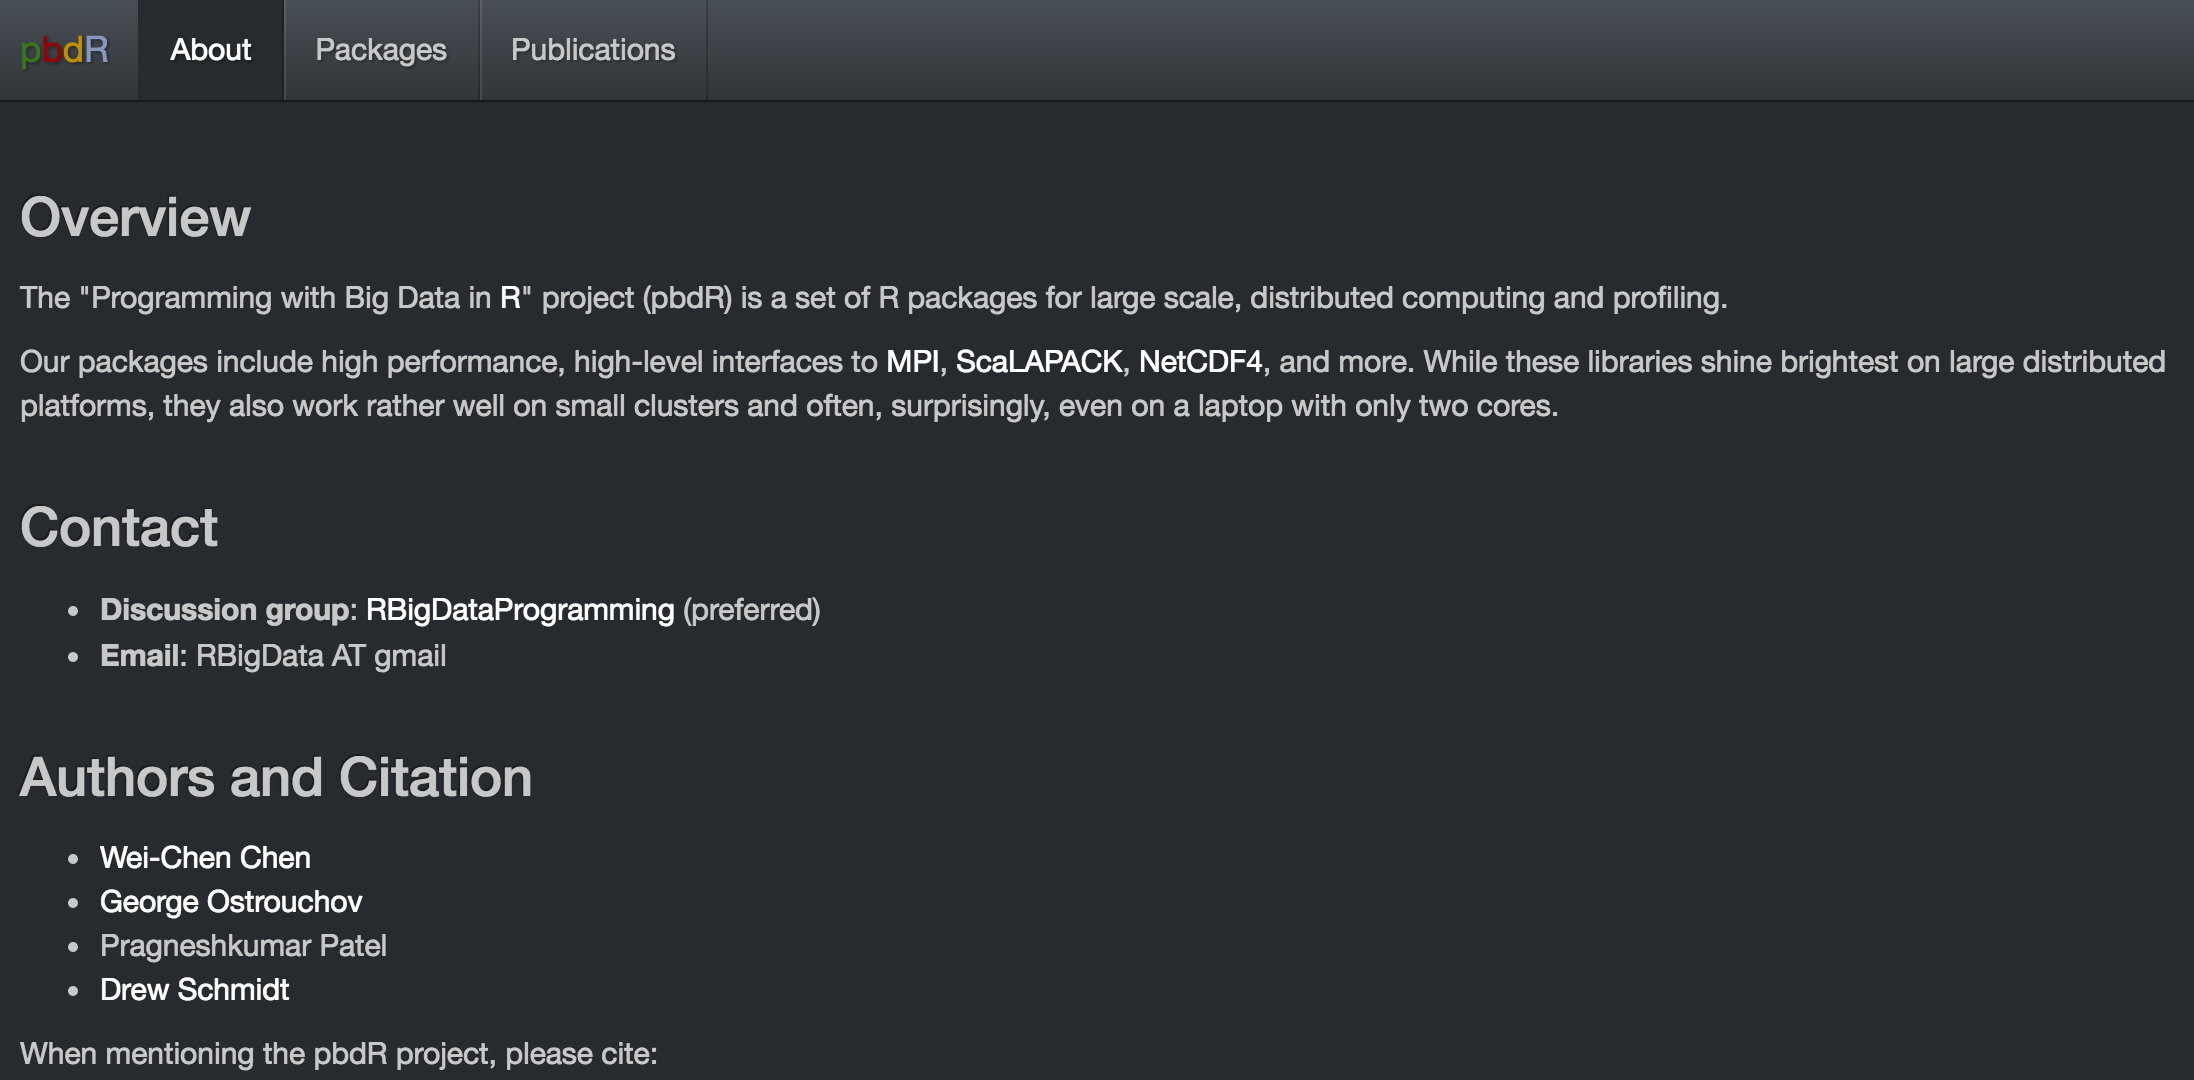 pbdR About Packages Publications
Overview
The "Programming with Big Data in R" project (pbdR) is a set of R packages for large scale, distributed computing and profiling.
Our packages include high performance, high-level interfaces to MPI, ScaLAPACK, NetCDF4, and more. While these libraries shine brightest on large distributed
platforms, they also work rather well on small clusters and often, surprisingly, even on a laptop with only two cores.
Contact
• Discussion group: RBigDataProgramming (preferred)
• Email: RBigData AT gmail
Authors and Citation
• Wei-Chen Chen
• George Ostrouchov
• Pragneshkumar Patel
• Drew Schmidt
When mentioning the pbdR project, please cite: